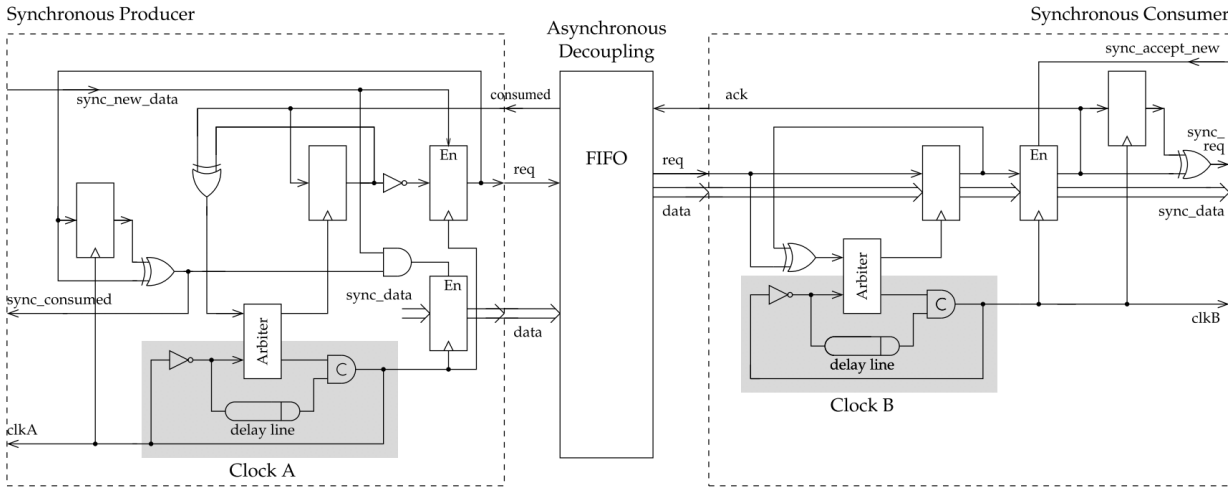 Synchronous Producer
Asynchronous
Decoupling
Synchronous Consumer
sync_new_data
consumed
En
req
sync_consumed
sync_data
En
data
Arbiter
C
delay line
clkA
Clock A
FIFO
ack
req
data
sync_accept_new
En
sync_
req
sync_data
Arbiter
C
delay line
clkB
Clock B